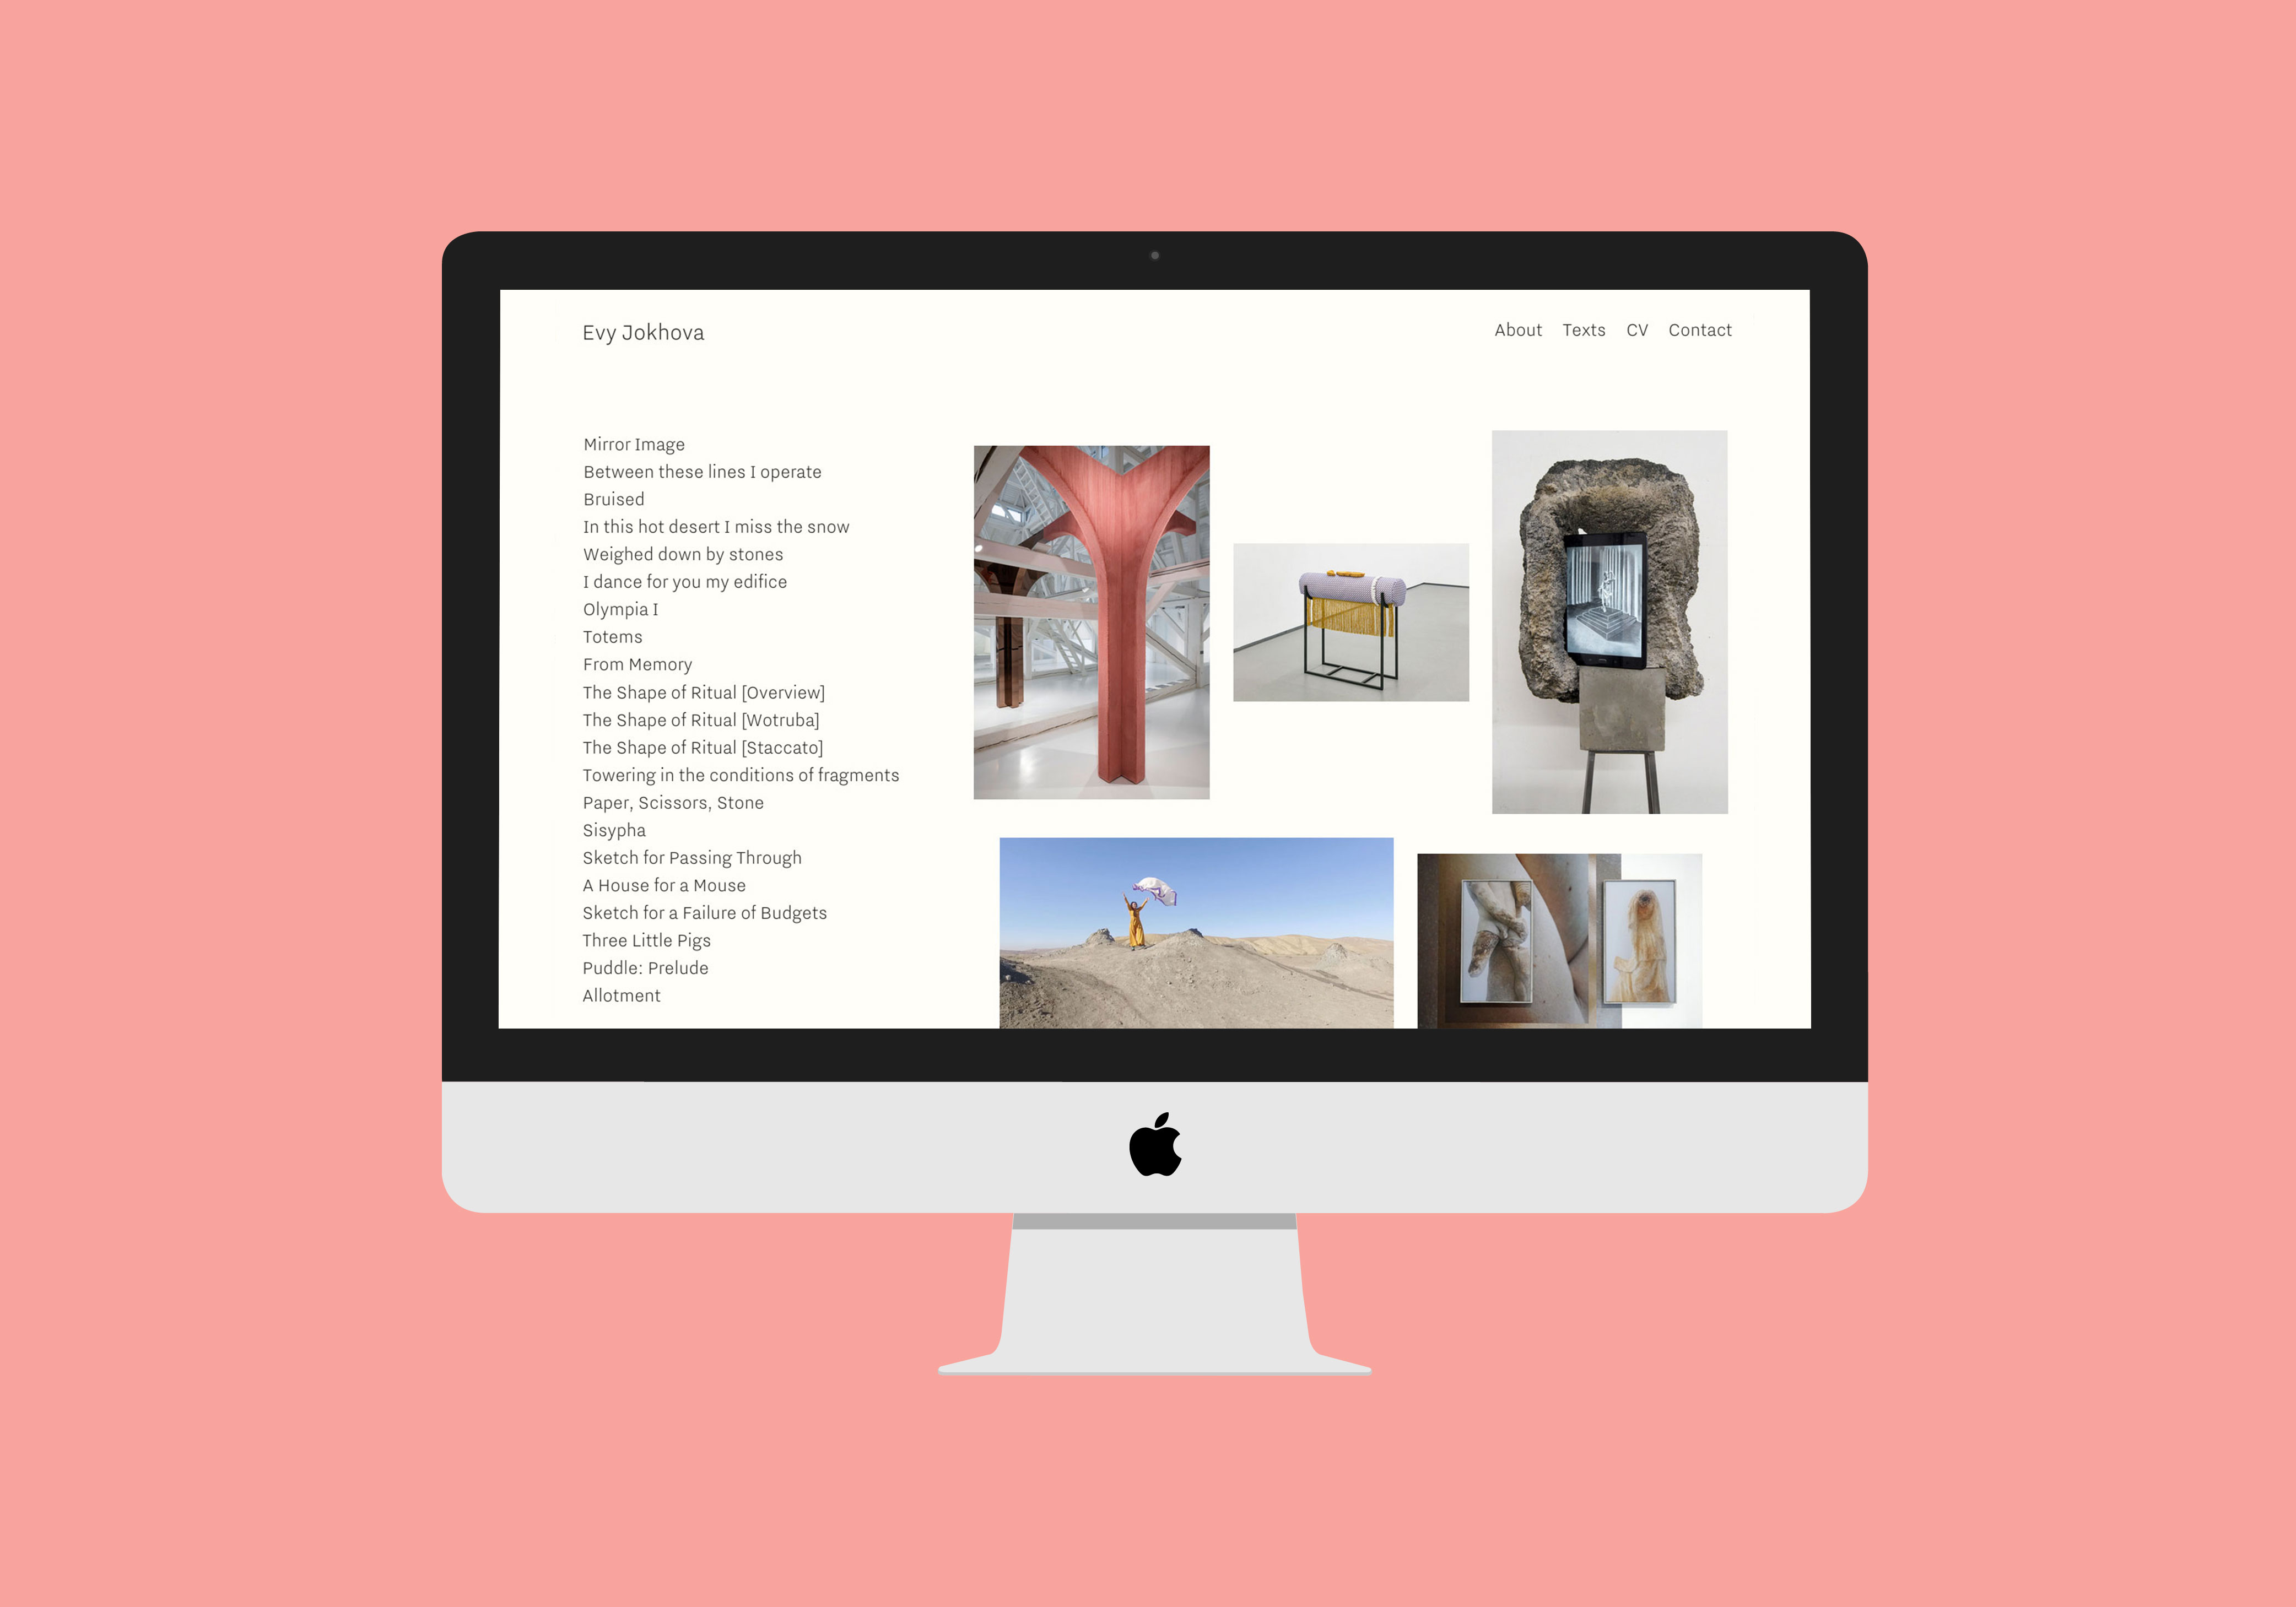 Evy Jokhova
About Texts CV Contact
Mirror Image
Between these lines I operate
Bruised
In this hot desert I miss the snow
Weighed down by stones
I dance for you my edifice
Olympia I
Totems
From Memory
The Shape of Ritual [Overview]
The Shape of Ritual [Wotruba]
The Shape of Ritual [Staccato]
Towering in the conditions of fragments
Paper, Scissors, Stone
Sisypha
Sketch for Passing Through
A House for a Mouse
Sketch for a Failure of Budgets
Three Little Pigs
Puddle: Prelude
Allotment